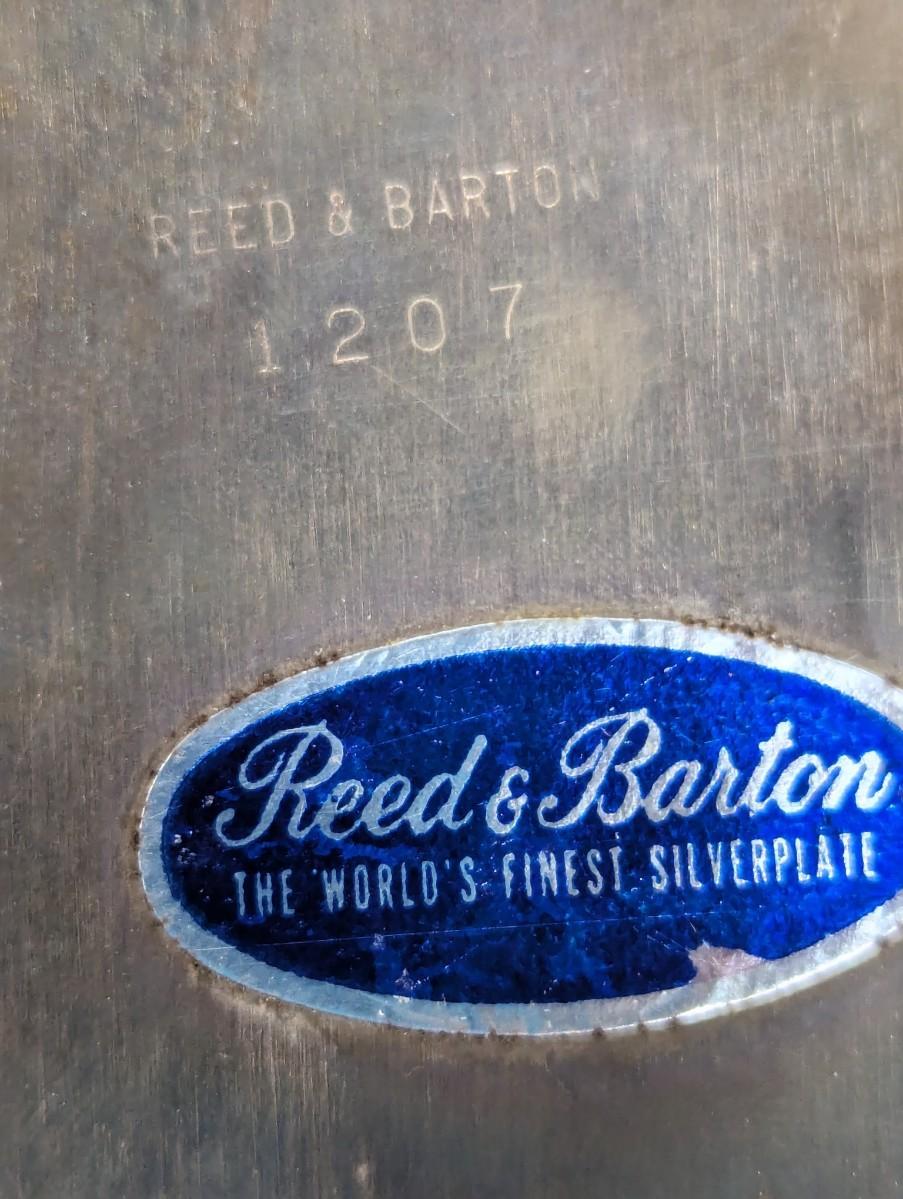 REED & BARTON
1207
Reed & Barton
THE WORLD'S FINEST SILVERPLATE